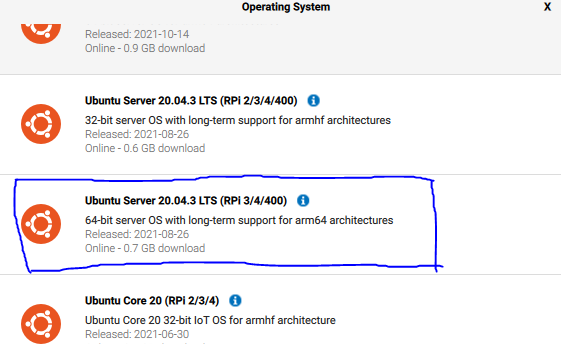 Operating System
X
Released: 2021-10-14
Online - 0.9 GB download
Ubuntu Server 20.04.3 LTS (RPi 2/3/4/400)
32-bit server OS with long-term support for armhf architectures
Released: 2021-08-26
Online - 0.6 GB download
Ubuntu Server 20.04.3 LTS (RPi 3/4/400)
64-bit server OS with long-term support for arm64 architectures
Released: 2021-08-26
Online - 0.7 GB download
Ubuntu Core 20 (RPi 2/3/4)
Ubuntu Core 20 32-bit IoT OS for armhf architecture
Released: 2021-06-30